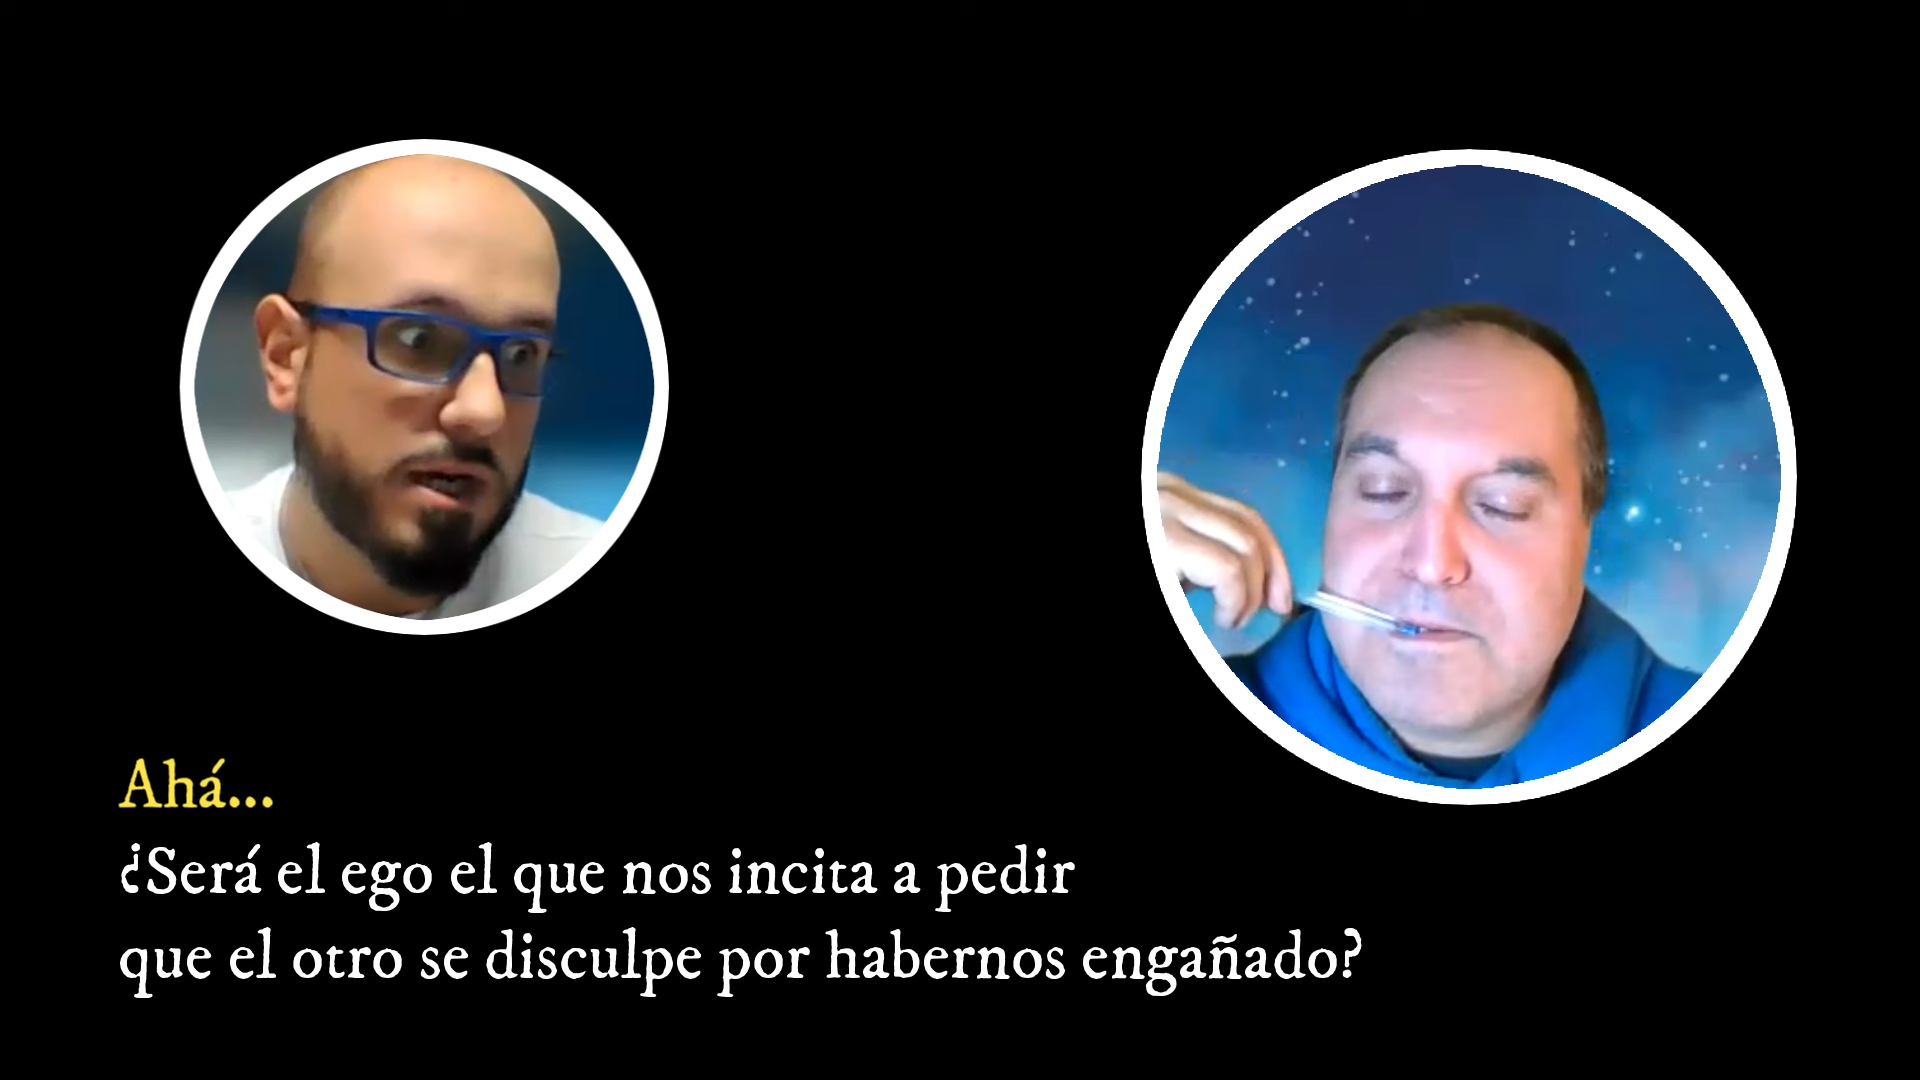 Ahá...
¿Será el ego el que nos incita a pedir
que el otro se disculpe por habernos engañado?